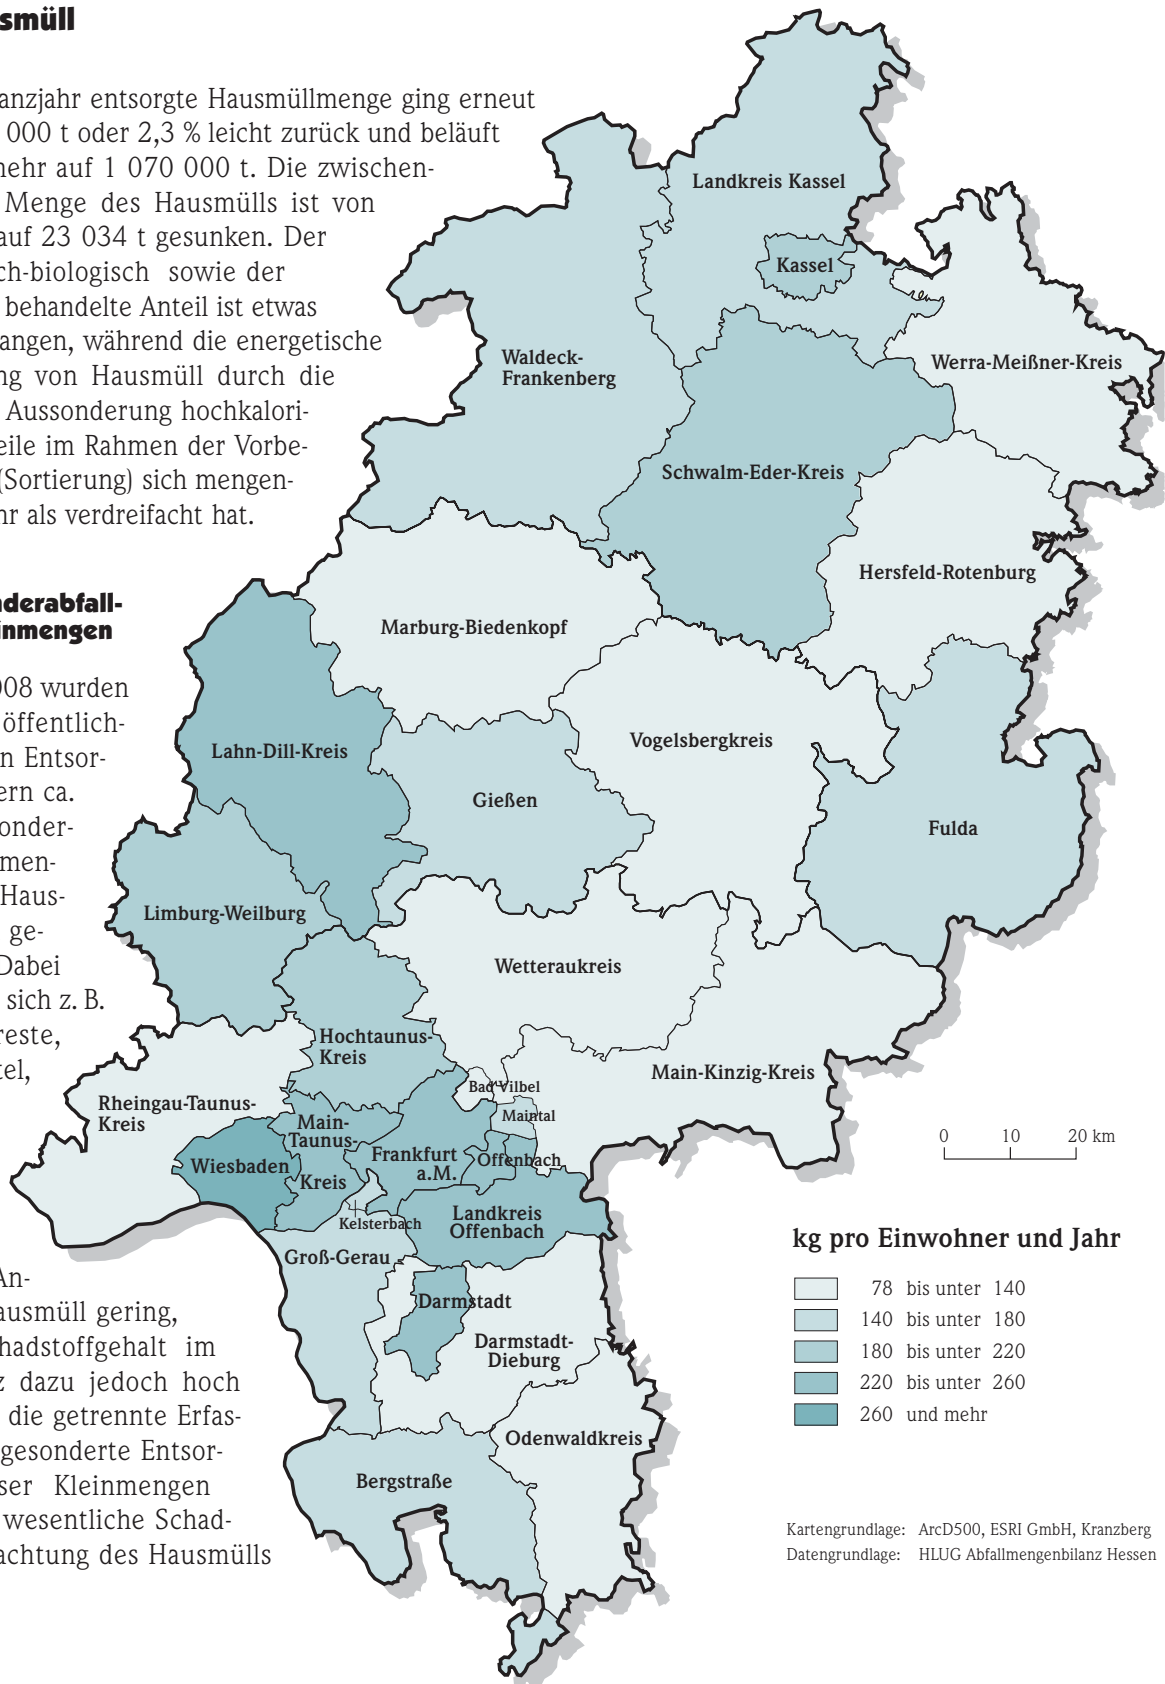 smüll
anzjahr entsorgte Hausmüllmenge ging erneut
000 t oder 2,3 % leicht zurück und beläuft
mehr auf 1 070 000 t. Die zwischen-
Menge des Hausmülls ist von
auf 23 034 t gesunken. Der
ch-biologisch sowie der
behandelte Anteil ist etwas
angen, während die energetische
ng von Hausmüll durch die
Aussonderung hochkalori-
eile im Rahmen der Vorbe-
(Sortierung) sich mengen-
hr als verdreifacht hat.
nderabfall-
inmengen
008 wurden
öffentlich-
n Entsor-
ern ca.
onder-
men-
Haus-
ge-
Dabei
sich z. B.
reste,
tel,
An-
ausmüll gering,
hadstoffgehalt im
z dazu jedoch hoch
die getrennte Erfas-
gesonderte Entsor-
ser Kleinmengen
wesentliche Schad-
achtung des Hausmülls
Landkreis Kassel
Kassel
Waldeck-
Frankenberg
Werra-Meißner-Kreis
Schwalm-Eder-Kreis
Hersfeld-Rotenburg
Marburg-Biedenkopf
Lahn-Dill-Kreis
Vogelsbergkreis
Gießen
Fulda
Limburg-Weilburg
Wetteraukreis
Hochtaunus-
Kreis
Main-Kinzig-Kreis
Bad Vilbel
Maintal
Rheingau-Taunus-
Kreis
Main-
Taunus-
Kreis
Wiesbaden
Frankfurt
a.M.
Offenbach
Kelsterbach
Landkreis
Offenbach
Groß-Gerau
Darmstadt
Darmstadt-
Dieburg
Odenwaldkreis
Bergstraße
0 10 20 km
kg pro Einwohner und Jahr
78 bis unter 140
140 bis unter 180
180 bis unter 220
220 bis unter 260
260 und mehr
Kartengrundlage: ArcD500, ESRI GmbH, Kranzberg
Datengrundlage: HLUG Abfallmengenbilanz Hessen